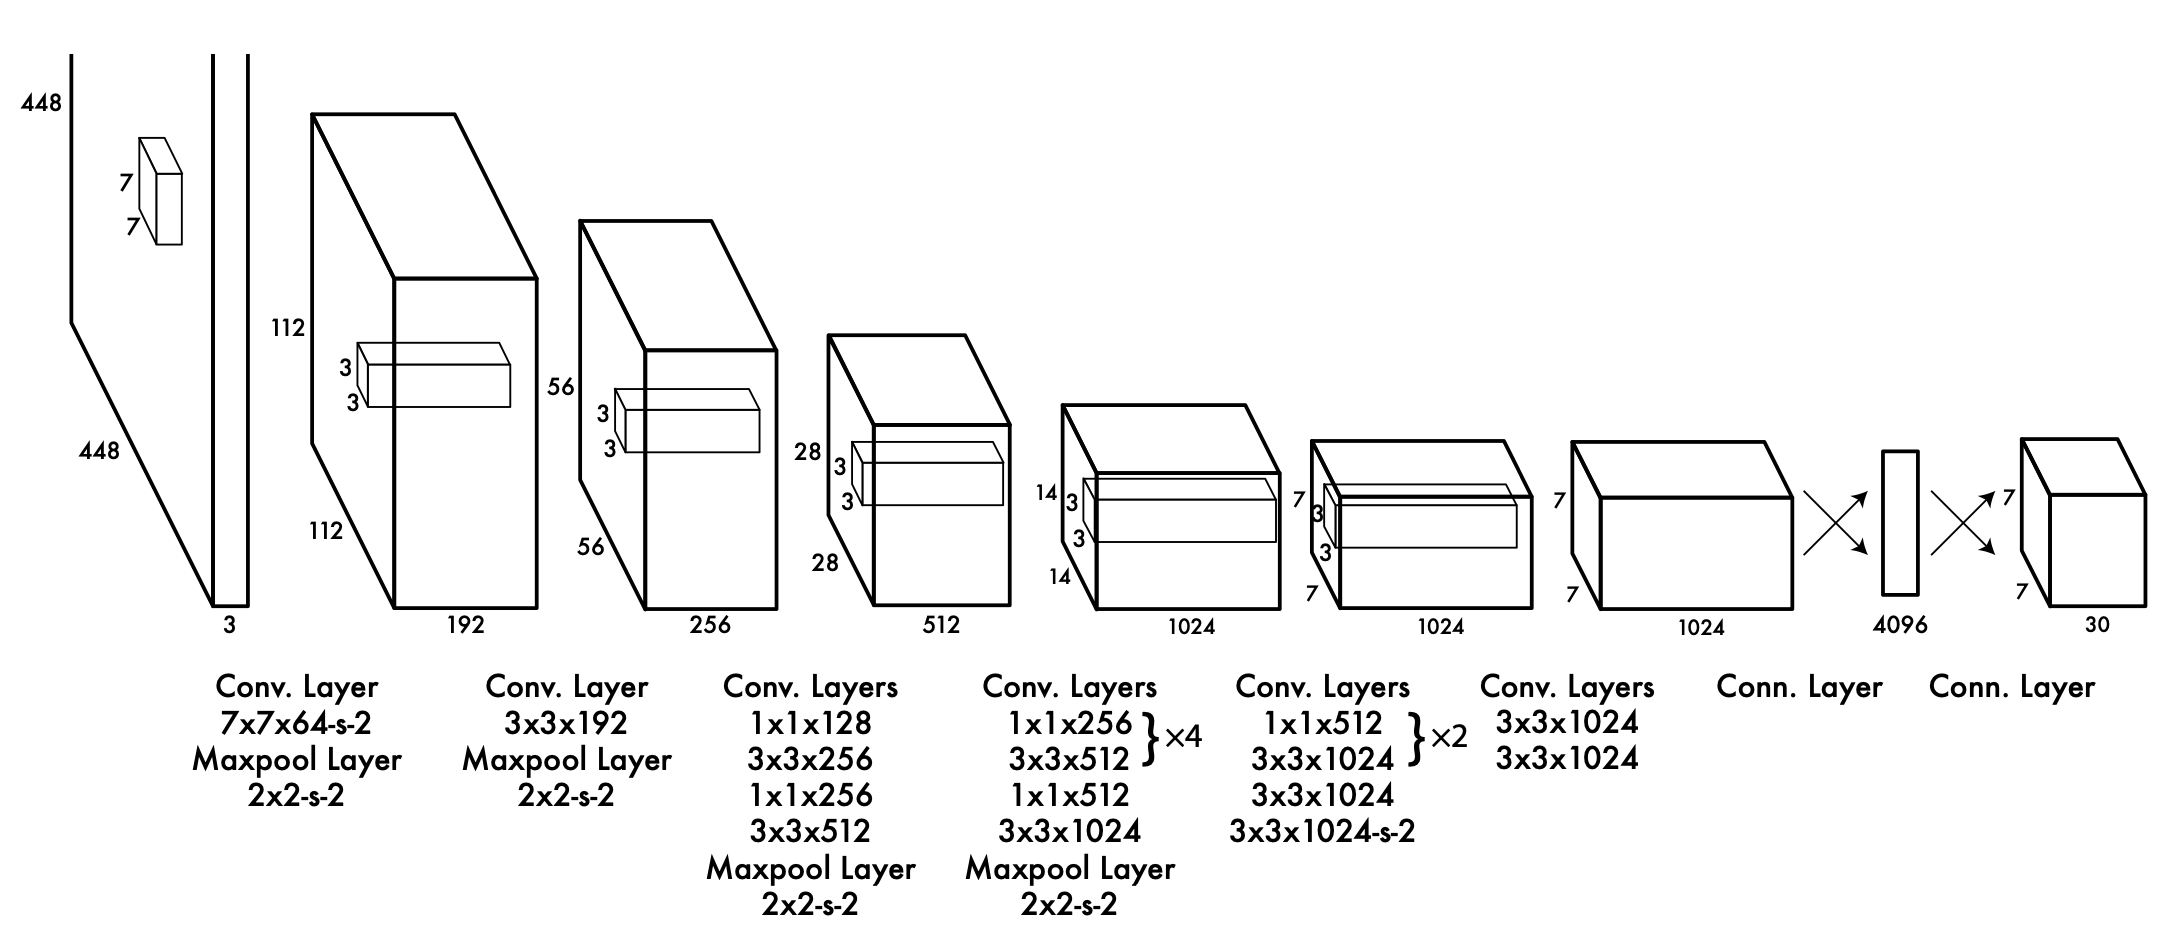 448
7
7
448
3
112
3
3
112
192
56
3
3
56
256
28
3
3
28
512
14
3
3
14
1024
7
3
3
7
1024
7
7
1024
4096
7
7
30
Conv. Layer
7x7x64-s-2
Maxpool Layer
2x2-s-2
Conv. Layer
3x3x192
Maxpool Layer
2x2-s-2
Conv. Layers
1x1x128
3x3x256
1x1x256
3x3x512
Maxpool Layer
2x2-s-2
Conv. Layers
1x1x256
3x3x512
} ×4
1x1x512
3x3x1024
Maxpool Layer
2x2-s-2
Conv. Layers
1x1x512
3x3x1024
} ×2
3x3x1024
3x3x1024-s-2
Conv. Layers
3x3x1024
3x3x1024
Conn. Layer
Conn. Layer